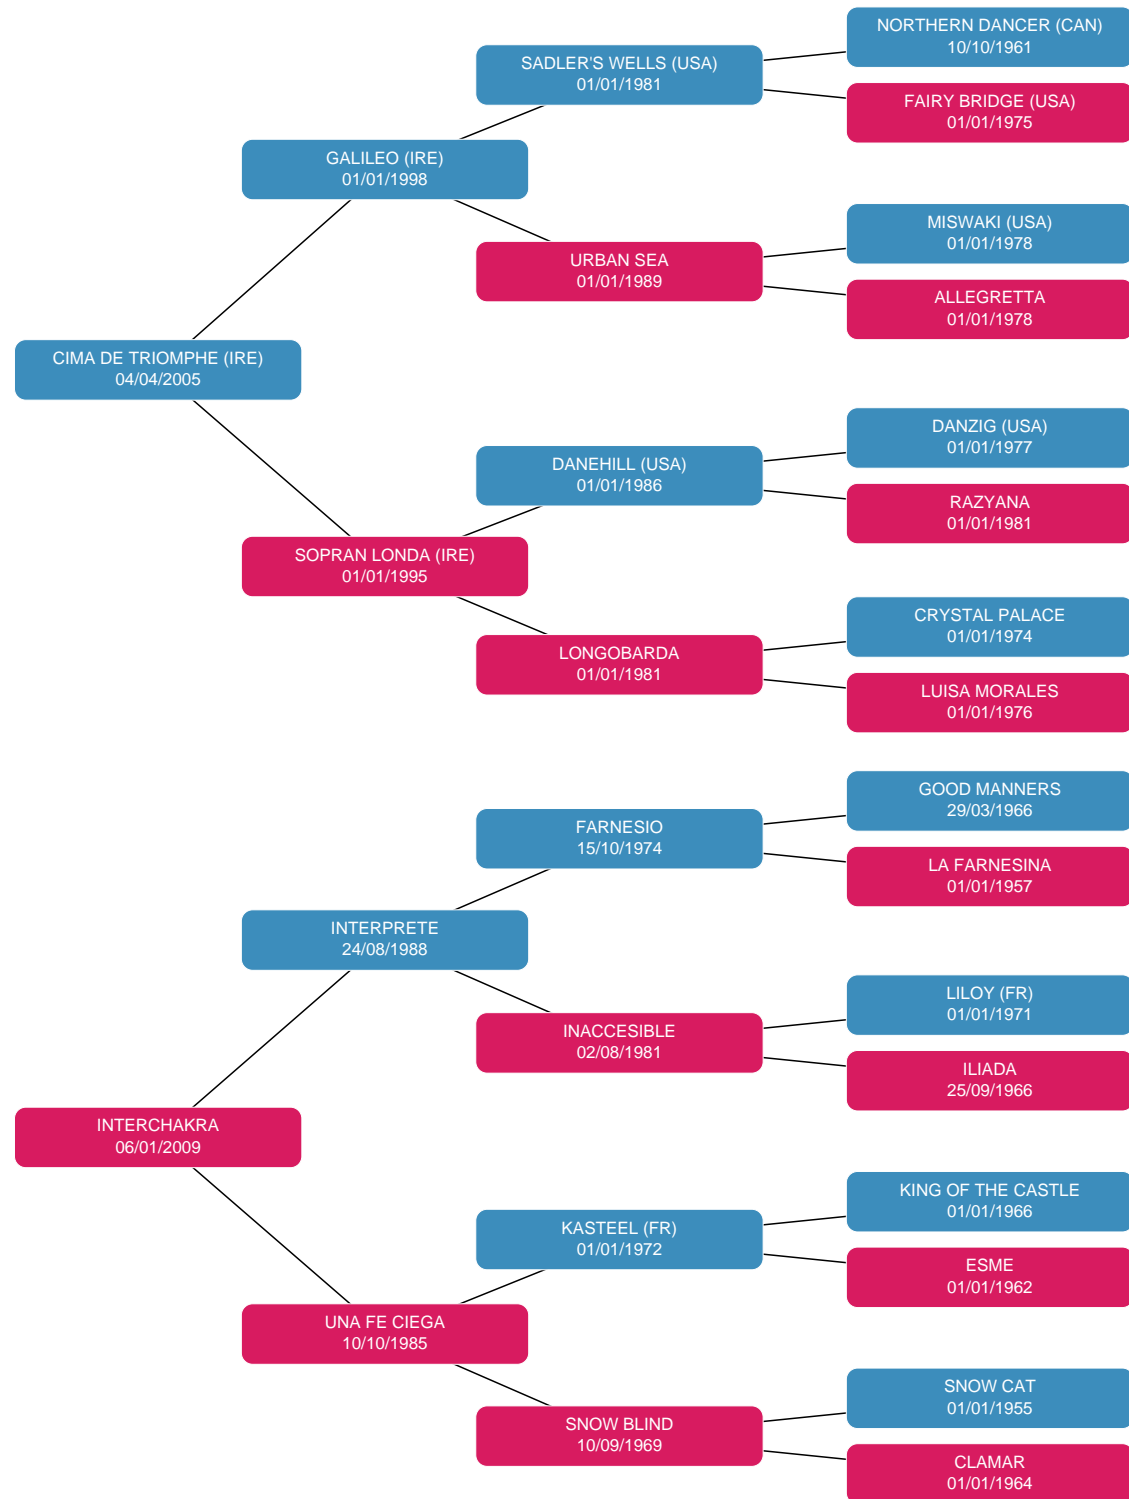 NORTHERN DANCER (CAN)
10/10/1961
SADLER'S WELLS (USA)
01/01/1981
FAIRY BRIDGE (USA)
01/01/1975
GALILEO (IRE)
01/01/1998
MISWAKI (USA)
01/01/1978
URBAN SEA
01/01/1989
ALLEGRETTA
01/01/1978
CIMA DE TRIOMPHE (IRE)
04/04/2005
DANZIG (USA)
01/01/1977
DANEHILL (USA)
01/01/1986
RAZYANA
01/01/1981
SOPRAN LONDA (IRE)
01/01/1995
CRYSTAL PALACE
01/01/1974
LONGOBARDA
01/01/1981
LUISA MORALES
01/01/1976
GOOD MANNERS
29/03/1966
FARNESIO
15/10/1974
LA FARNESINA
01/01/1957
INTERPRETE
24/08/1988
LILOY (FR)
01/01/1971
INACCESIBLE
02/08/1981
ILIADA
25/09/1966
INTERCHAKRA
06/01/2009
KING OF THE CASTLE
01/01/1966
KASTEEL (FR)
01/01/1972
ESME
01/01/1962
UNA FE CIEGA
10/10/1985
SNOW CAT
01/01/1955
SNOW BLIND
10/09/1969
CLAMAR
01/01/1964